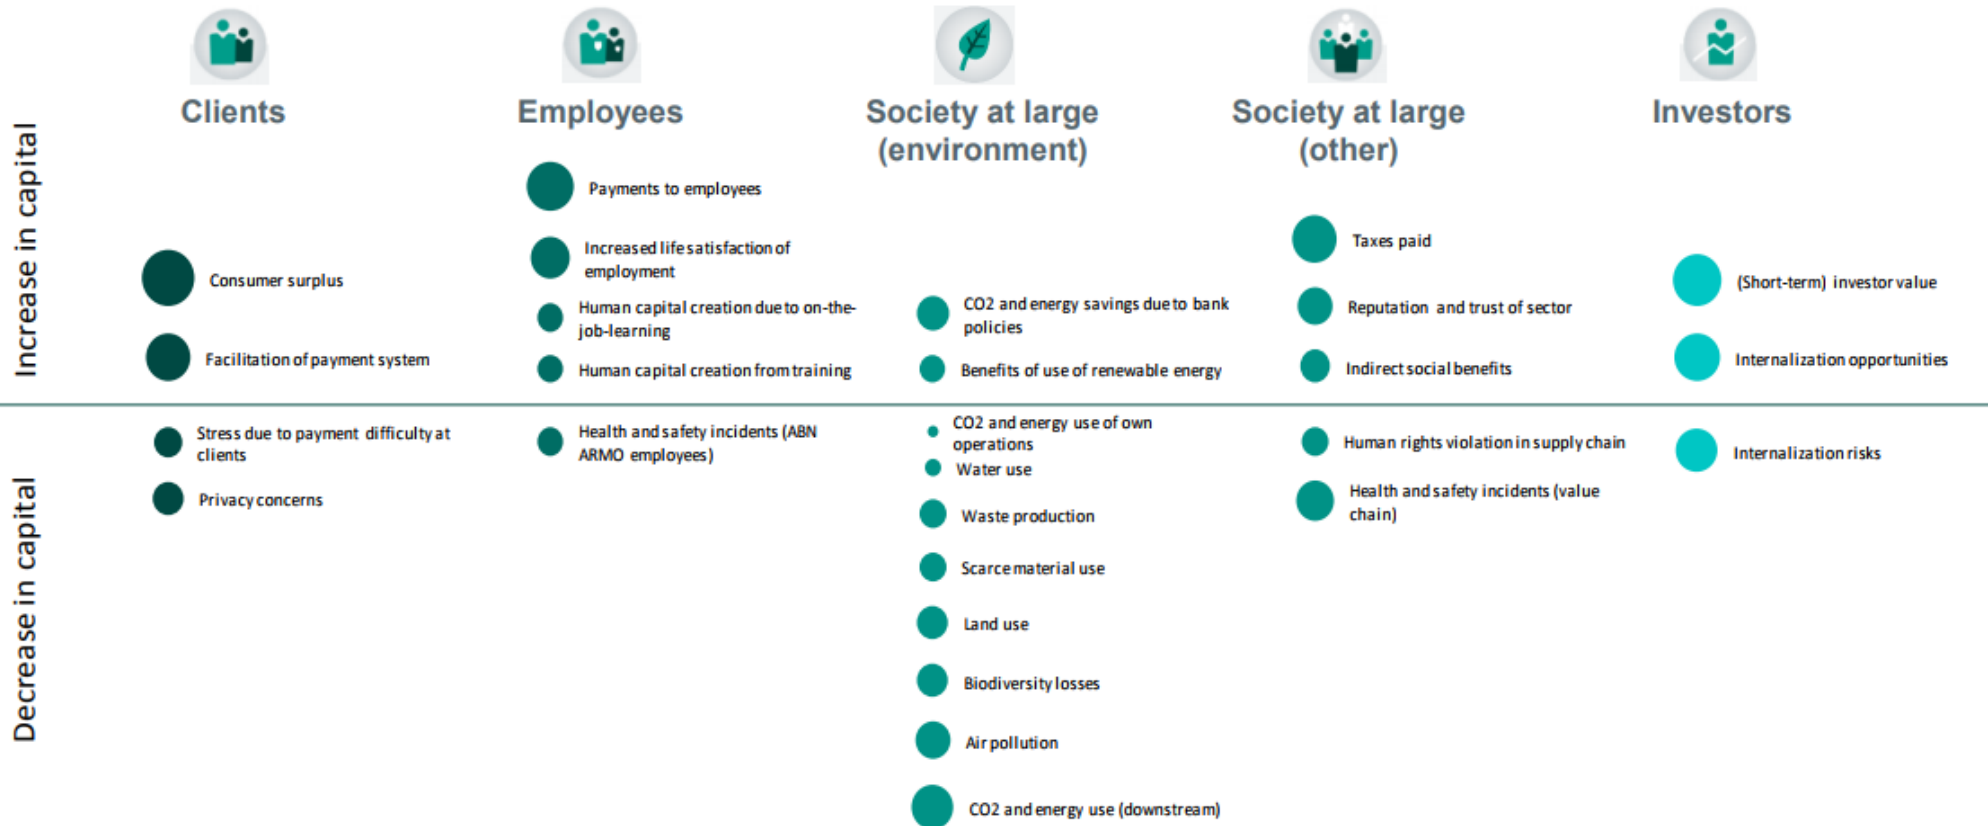 Increase in capital
Decrease in capital
Clients
Consumer surplus
Facilitation of payment system
Stress due to payment difficulty at
clients
Privacy concerns
Employees
Payments to employees
Increased life satisfaction of
employment
Human capital creation due to on-the-
job-learning
Human capital creation from training
Health and safety incidents (ABN
ARMO employees)
Society at large
(environment)
CO2 and energy savings due to bank
policies
Benefits of use of renewable energy
CO2 and energy use of own
operations
Water use
Waste production
Scarce material use
Land use
Biodiversity losses
Air pollution
CO2 and energy use (downstream)
Society at large
(other)
Taxes paid
Reputation and trust of sector
Indirect social benefits
Human rights violation in supply chain
Health and safety incidents (value
chain)
Investors
(Short-term) investor value
Internalization opportunities
Internalization risks